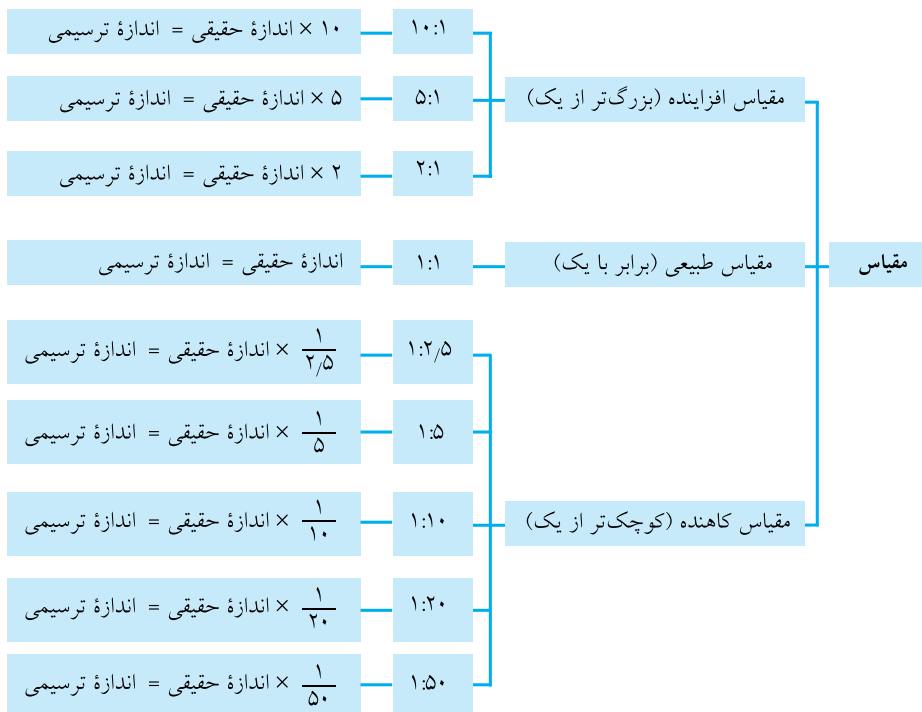 مقیاس
مقیاس افزاینده (بزرگ‌تر از یک)
۱۰:۱
۱۰ × اندازهٔ حقیقی = اندازهٔ ترسیمی
۵:۱
۵ × اندازهٔ حقیقی = اندازهٔ ترسیمی
۲:۱
۲ × اندازهٔ حقیقی = اندازهٔ ترسیمی
مقیاس طبیعی (برابر با یک)
۱:۱
اندازهٔ حقیقی = اندازهٔ ترسیمی
مقیاس کاهنده (کوچک‌تر از یک)
۱:۲/۵
۱/۲٫۵ × اندازهٔ حقیقی = اندازهٔ ترسیمی
۱:۵
۱/۵ × اندازهٔ حقیقی = اندازهٔ ترسیمی
۱:۱۰
۱/۱۰ × اندازهٔ حقیقی = اندازهٔ ترسیمی
۱:۲۰
۱/۲۰ × اندازهٔ حقیقی = اندازهٔ ترسیمی
۱:۵۰
۱/۵۰ × اندازهٔ حقیقی = اندازهٔ ترسیمی